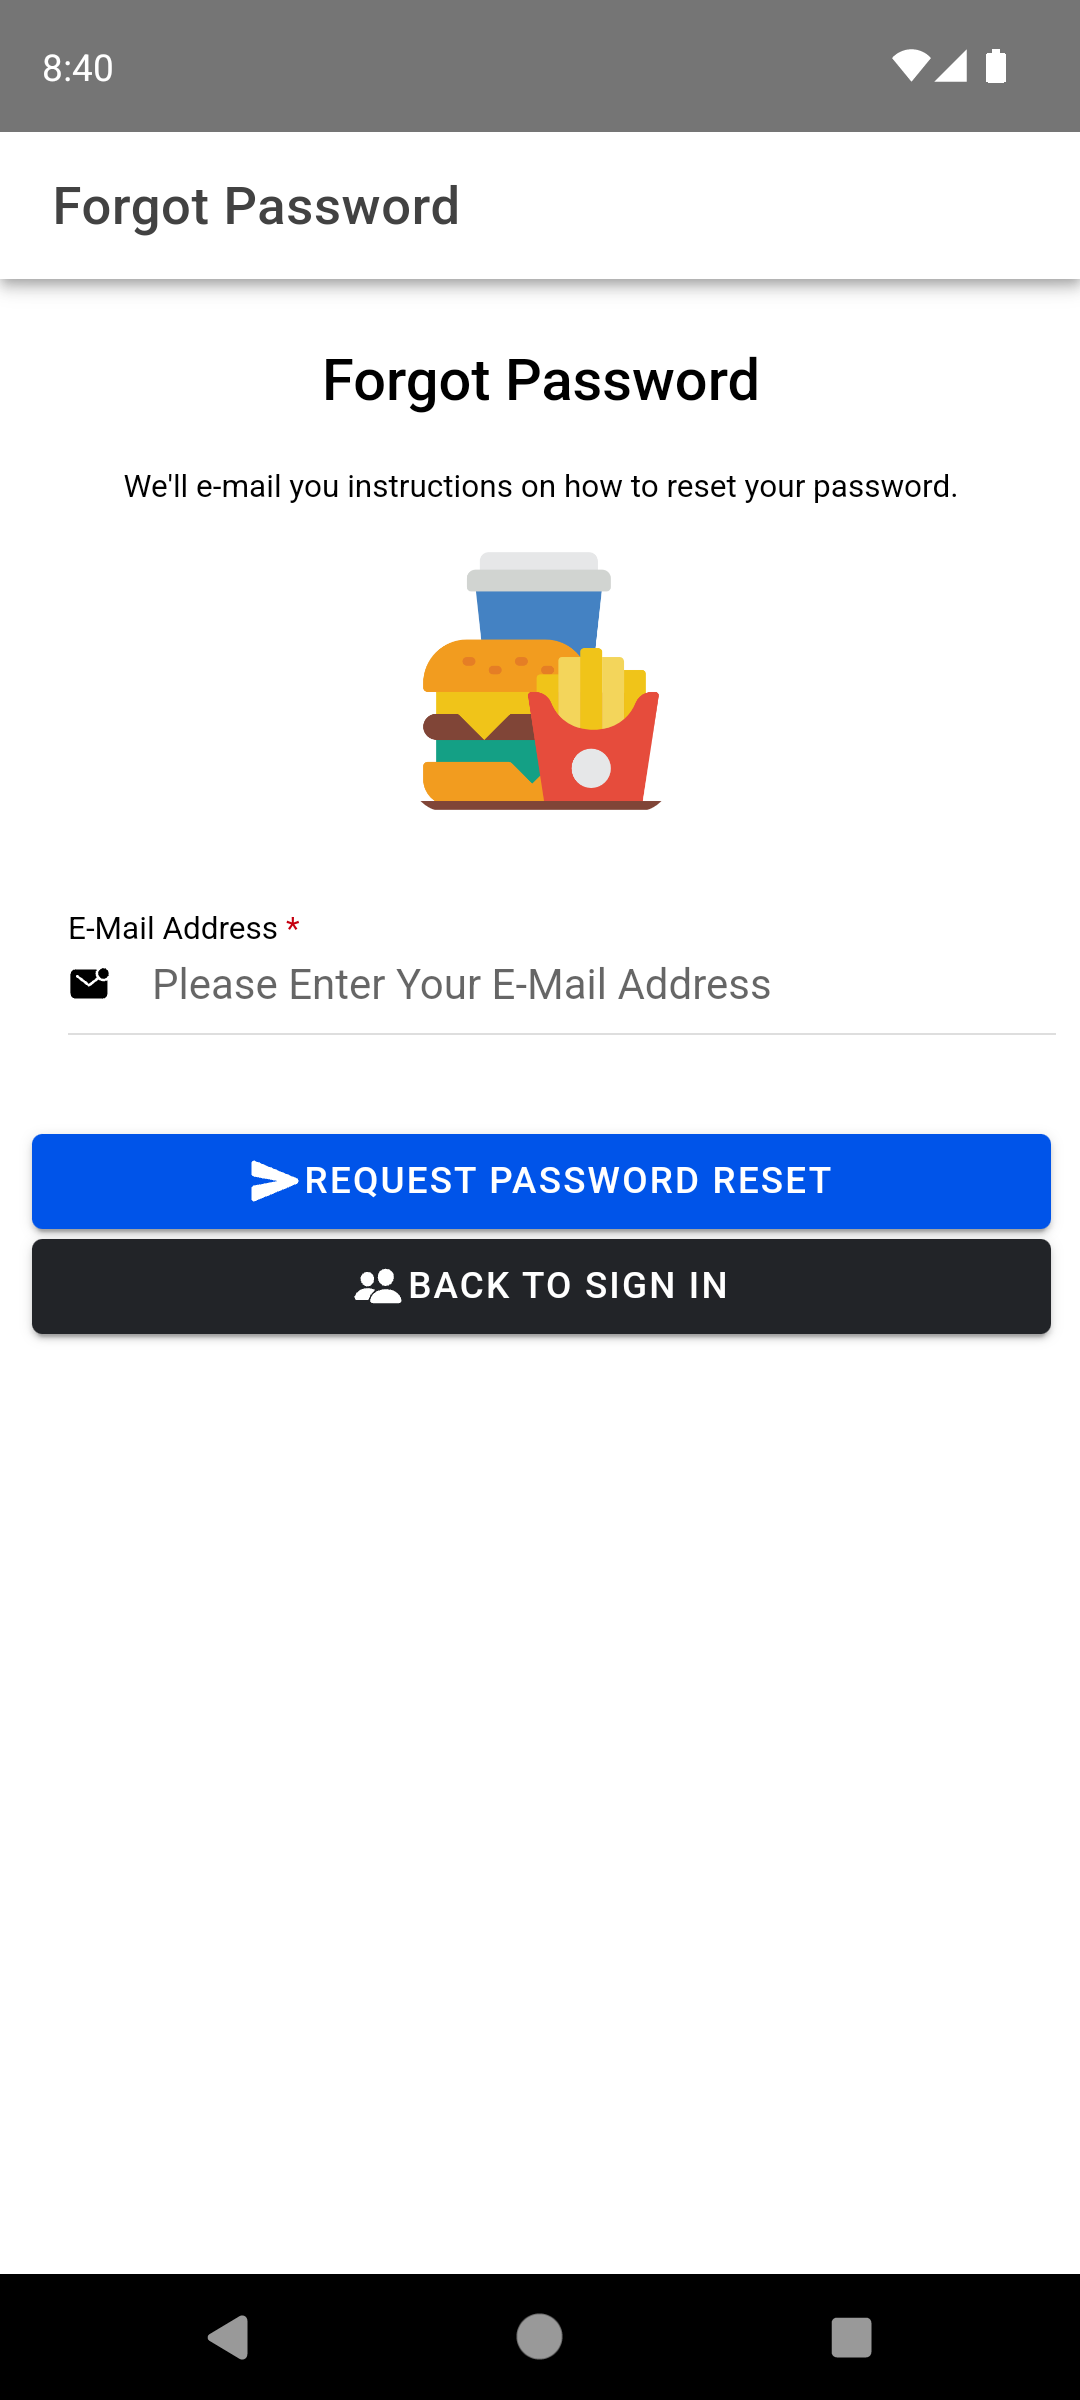 8:40
Forgot Password
Forgot Password
We'll e-mail you instructions on how to reset your password.
E-Mail Address *
Please Enter Your E-Mail Address
REQUEST PASSWORD RESET
BACK TO SIGN IN